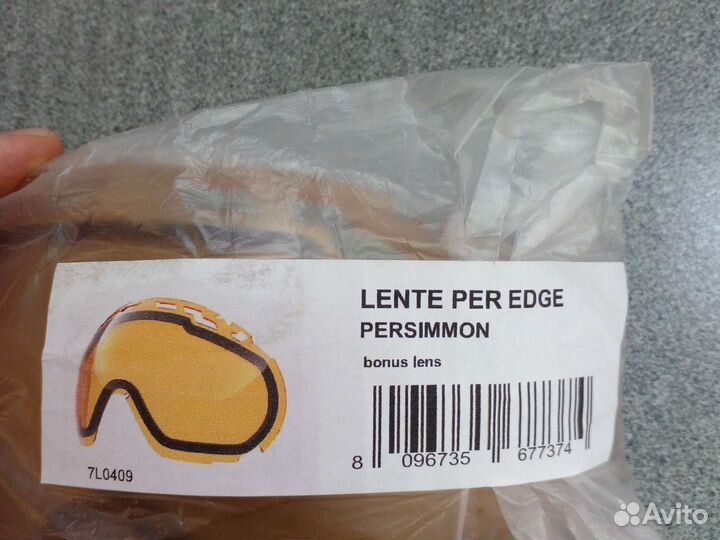 LENTE PER EDGE
PERSIMMON
bonus lens
8 096735 677374
7L0409
Avito